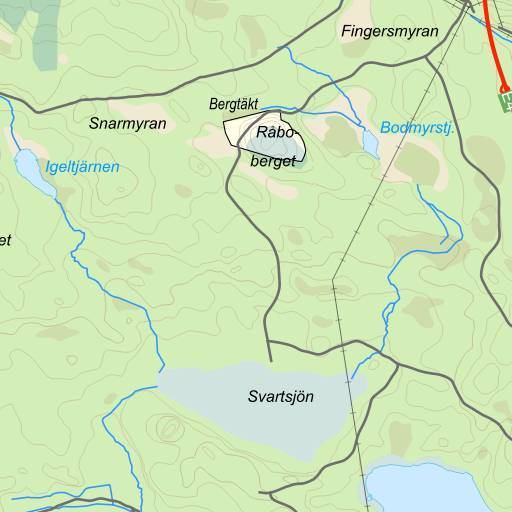 Fingersmyran
Bergtäkt
Snarmyran
Råbo-
berget
Bodmyrstj.
Igeltjärnen
et
Svartsjön